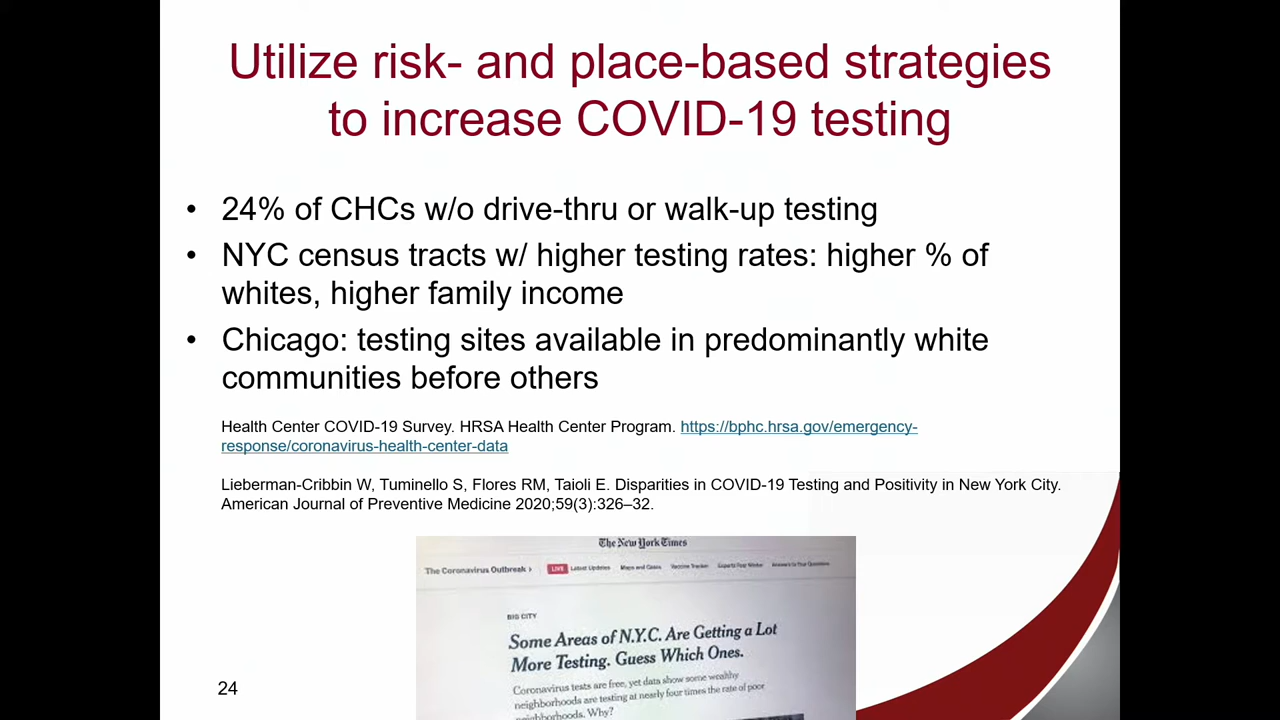 Utilize risk- and place-based strategies
to increase COVID-19 testing
• 24% of CHCs w/o drive-thru or walk-up testing
• NYC census tracts w/ higher testing rates: higher % of
whites, higher family income
• Chicago: testing sites available in predominantly white
communities before others
Health Center COVID-19 Survey. HRSA Health Center Program. https://bphc.hrsa.gov/emergency-
response/coronavirus-health-center-data
Lieberman-Cribbin W, Tuminello S, Flores RM, Taioli E. Disparities in COVID-19 Testing and Positivity in New York City.
American Journal of Preventive Medicine 2020;59(3):326–32.
The New York Times
The Coronavirus Outbreak › LIVE Latest Updates Maps and Cases Vaccine Tracker Experts Fear Winter Answers to Your Questions
BIG CITY
Some Areas of N.Y.C. Are Getting a Lot
More Testing. Guess Which Ones.
Coronavirus tests are free, yet data show some wealthy
neighborhoods are testing at nearly four times the rate of poor
neighborhoods. Why?
24